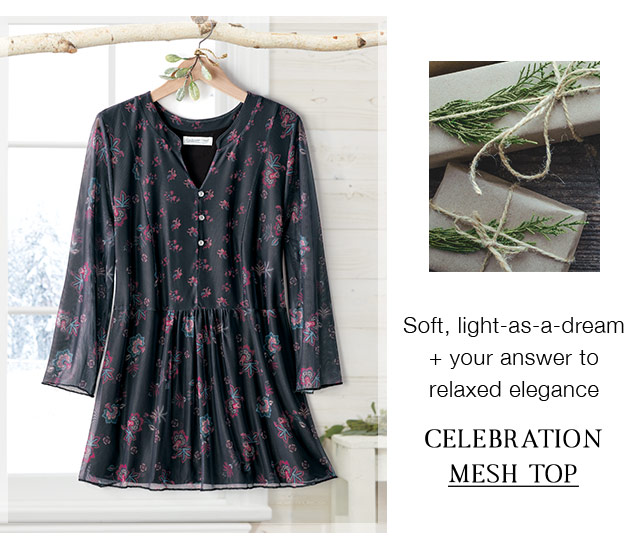 Soft, light-as-a-dream
+ your answer to
relaxed elegance
CELEBRATION
MESH TOP